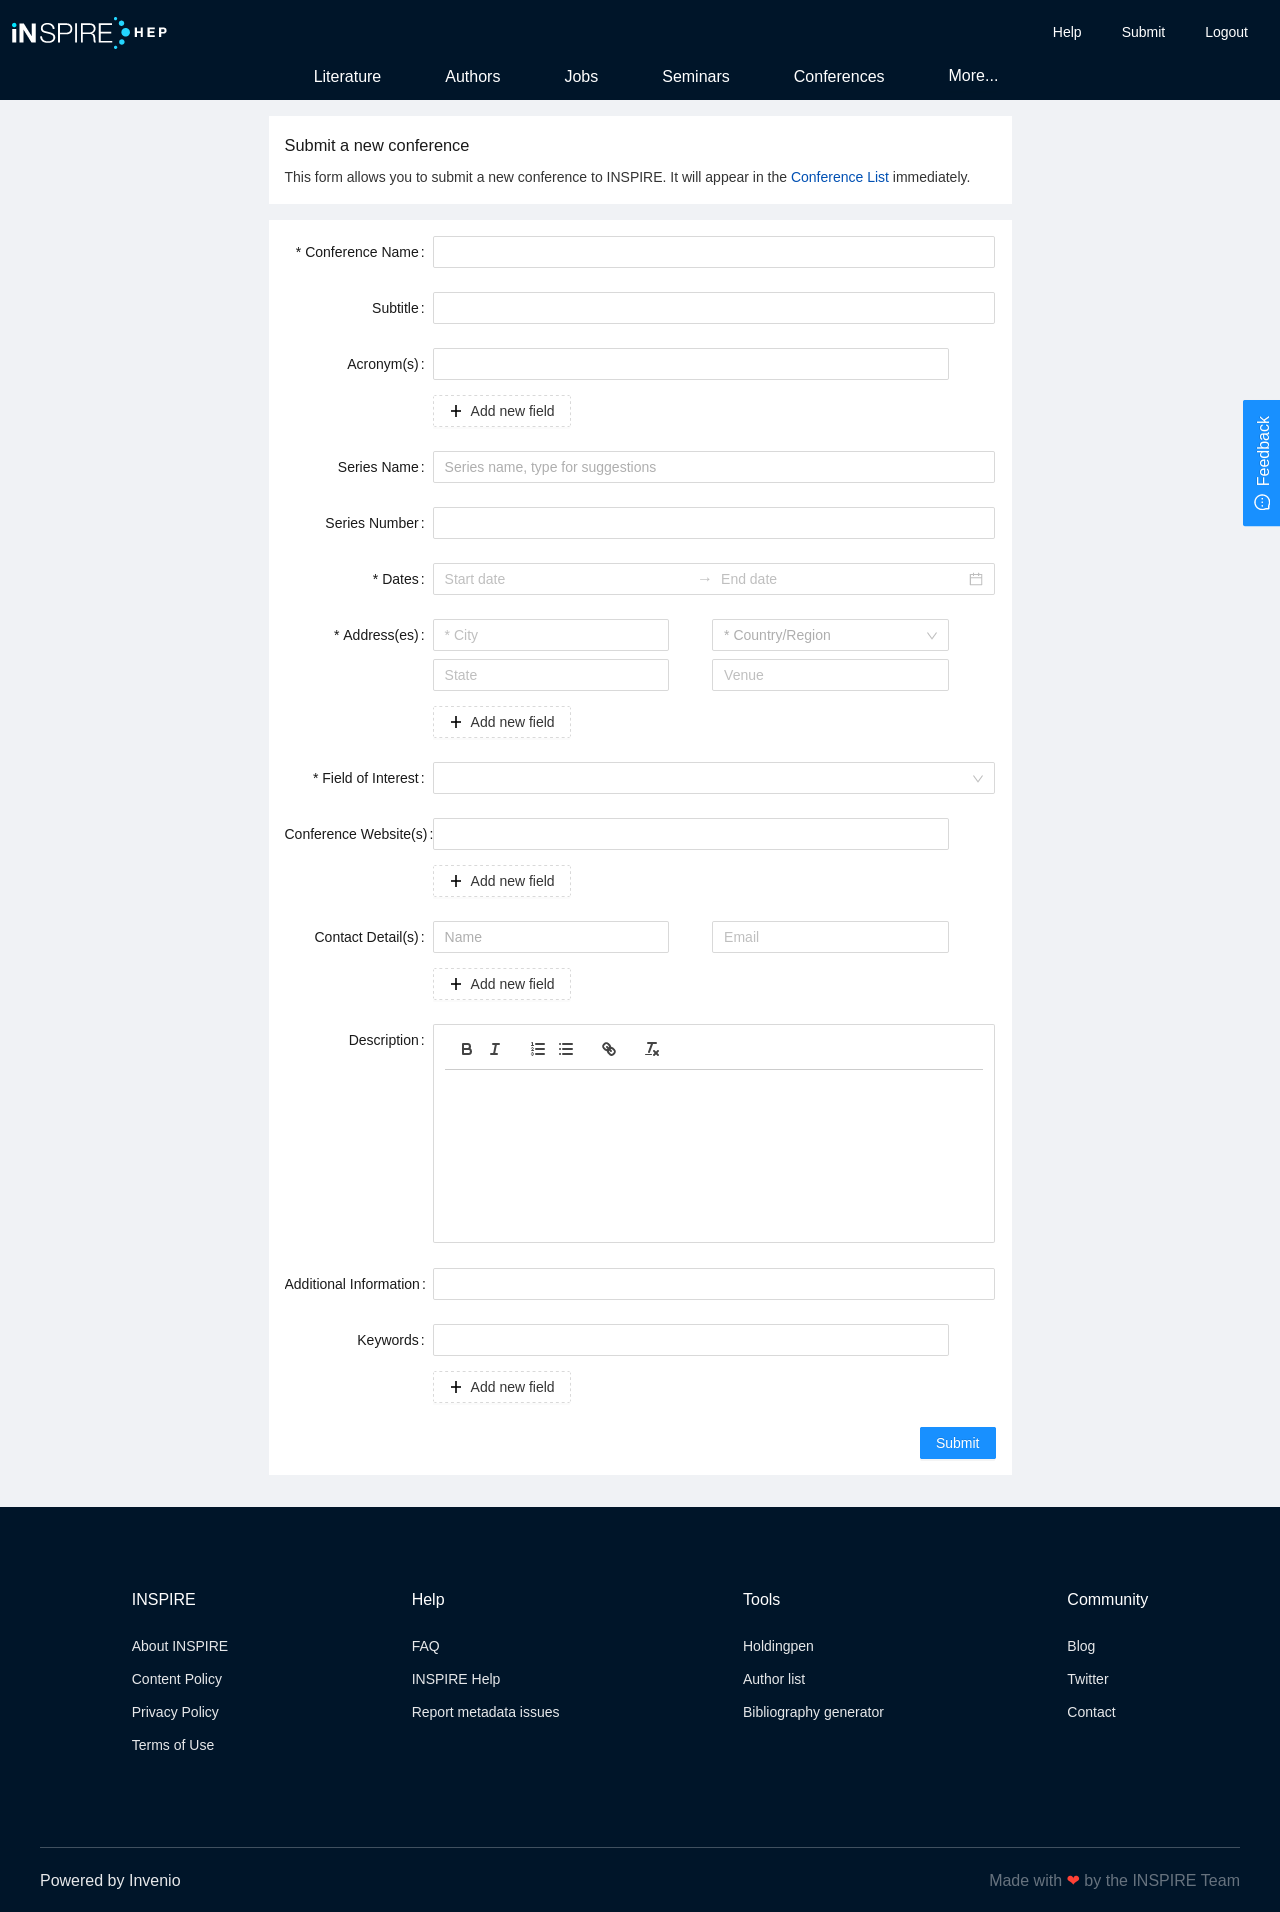 iNSPIRE HEP
Help Submit Logout
Literature Authors Jobs Seminars Conferences More...
Submit a new conference
This form allows you to submit a new conference to INSPIRE. It will appear in the Conference List immediately.
* Conference Name :
Subtitle :
Acronym(s) :
Add new field
Feedback
Series Name : Series name, type for suggestions
Series Number :
* Dates : Start date → End date
* Address(es) : * City * Country/Region
State Venue
Add new field
* Field of Interest :
Conference Website(s) :
Add new field
Contact Detail(s) : Name Email
Add new field
Description :
Additional Information :
Keywords :
Add new field
Submit
INSPIRE Help Tools Community
About INSPIRE FAQ Holdingpen Blog
Content Policy INSPIRE Help Author list Twitter
Privacy Policy Report metadata issues Bibliography generator Contact
Terms of Use
Powered by Invenio Made with ❤ by the INSPIRE Team